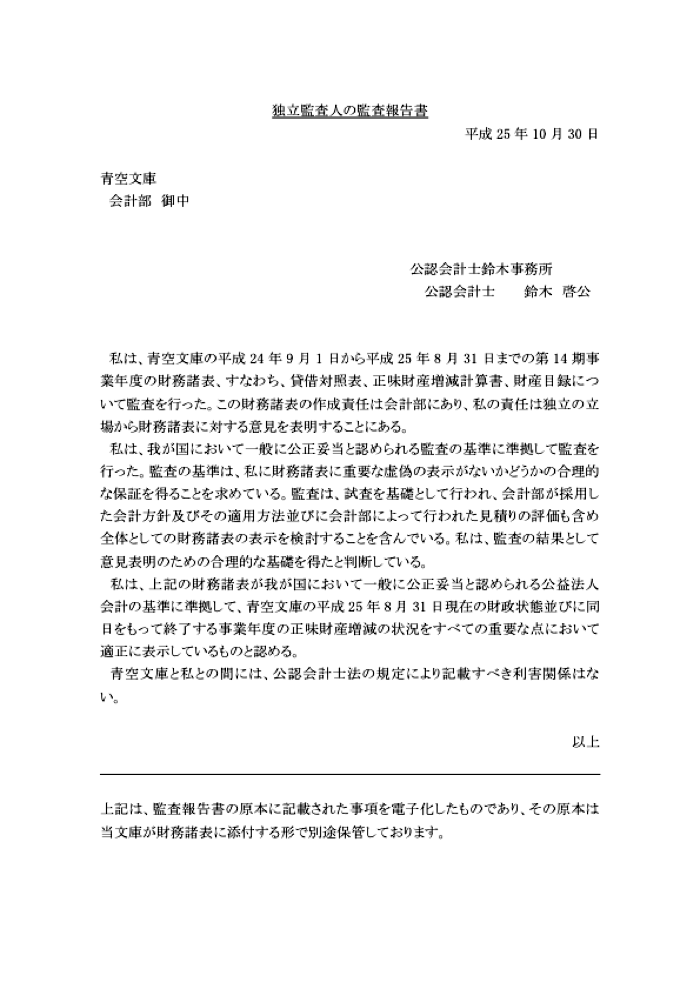 独立監査人の監査報告書
平成 25 年 10 月 30 日
青空文庫
会計部 御中
公認会計士鈴木事務所
公認会計士 鈴木 啓公
私は、青空文庫の平成 24 年 9 月 1 日から平成 25 年 8 月 31 日までの第 14 期事
業年度の財務諸表、すなわち、貸借対照表、正味財産増減計算書、財産目録につ
いて監査を行った。この財務諸表の作成責任は会計部にあり、私の責任は独立の立
場から財務諸表に対する意見を表明することにある。
私は、我が国において一般に公正妥当と認められる監査の基準に準拠して監査を
行った。監査の基準は、私に財務諸表に重要な虚偽の表示がないかどうかの合理的
な保証を得ることを求めている。監査は、試査を基礎として行われ、会計部が採用し
た会計方針及びその適用方法並びに会計部によって行われた見積りの評価も含め
全体としての財務諸表の表示を検討することを含んでいる。私は、監査の結果として
意見表明のための合理的な基礎を得たと判断している。
私は、上記の財務諸表が我が国において一般に公正妥当と認められる公益法人
会計の基準に準拠して、青空文庫の平成 25 年 8 月 31 日現在の財政状態並びに同
日をもって終了する事業年度の正味財産増減の状況をすべての重要な点において
適正に表示しているものと認める。
青空文庫と私との間には、公認会計士法の規定により記載すべき利害関係はな
い。
以上
上記は、監査報告書の原本に記載された事項を電子化したものであり、その原本は
当文庫が財務諸表に添付する形で別途保管しております。